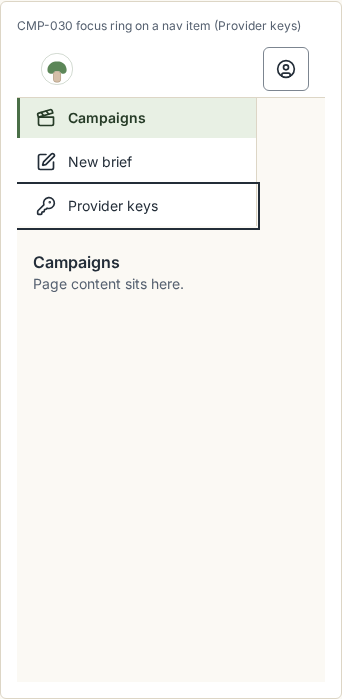 CMP-030 focus ring on a nav item (Provider keys)
Campaigns
New brief
Provider keys
Campaigns
Page content sits here.